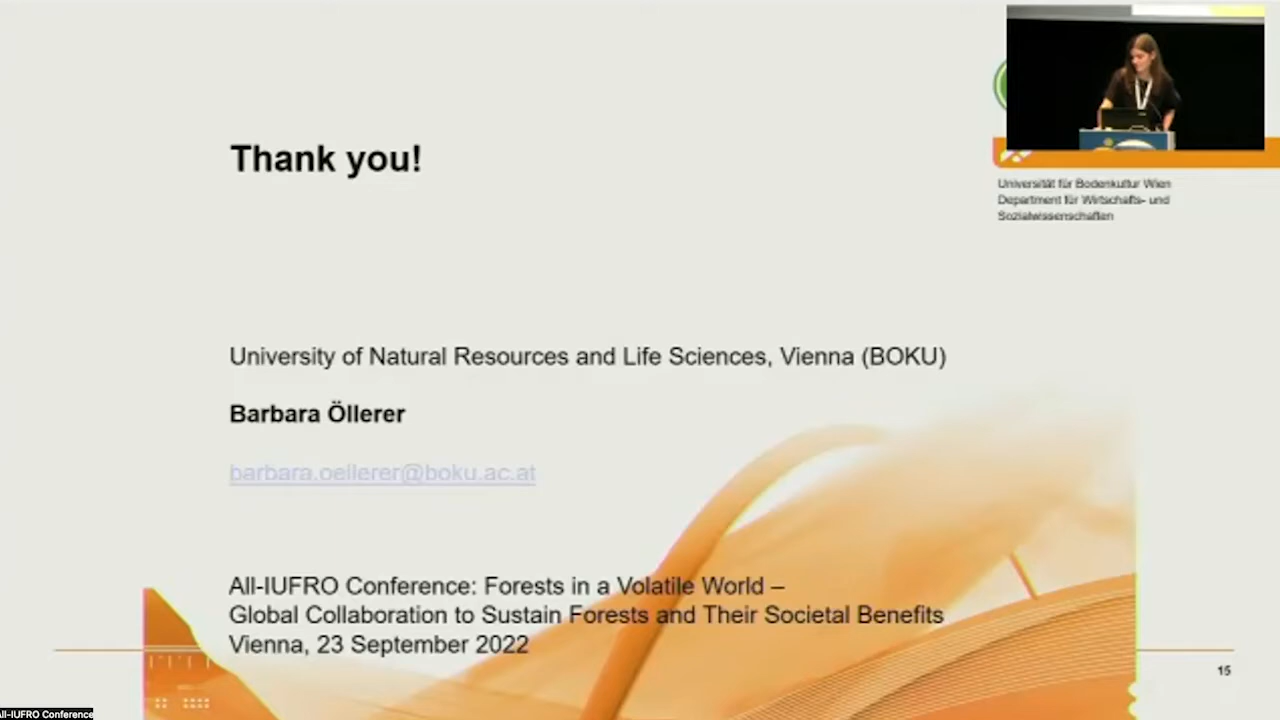 Thank you!
Universität für Bodenkultur Wien
Department für Wirtschafts- und
Sozialwissenschaften
University of Natural Resources and Life Sciences, Vienna (BOKU)
Barbara Öllerer
barbara.oellerer@boku.ac.at
All-IUFRO Conference: Forests in a Volatile World –
Global Collaboration to Sustain Forests and Their Societal Benefits
Vienna, 23 September 2022
15
All-IUFRO Conference